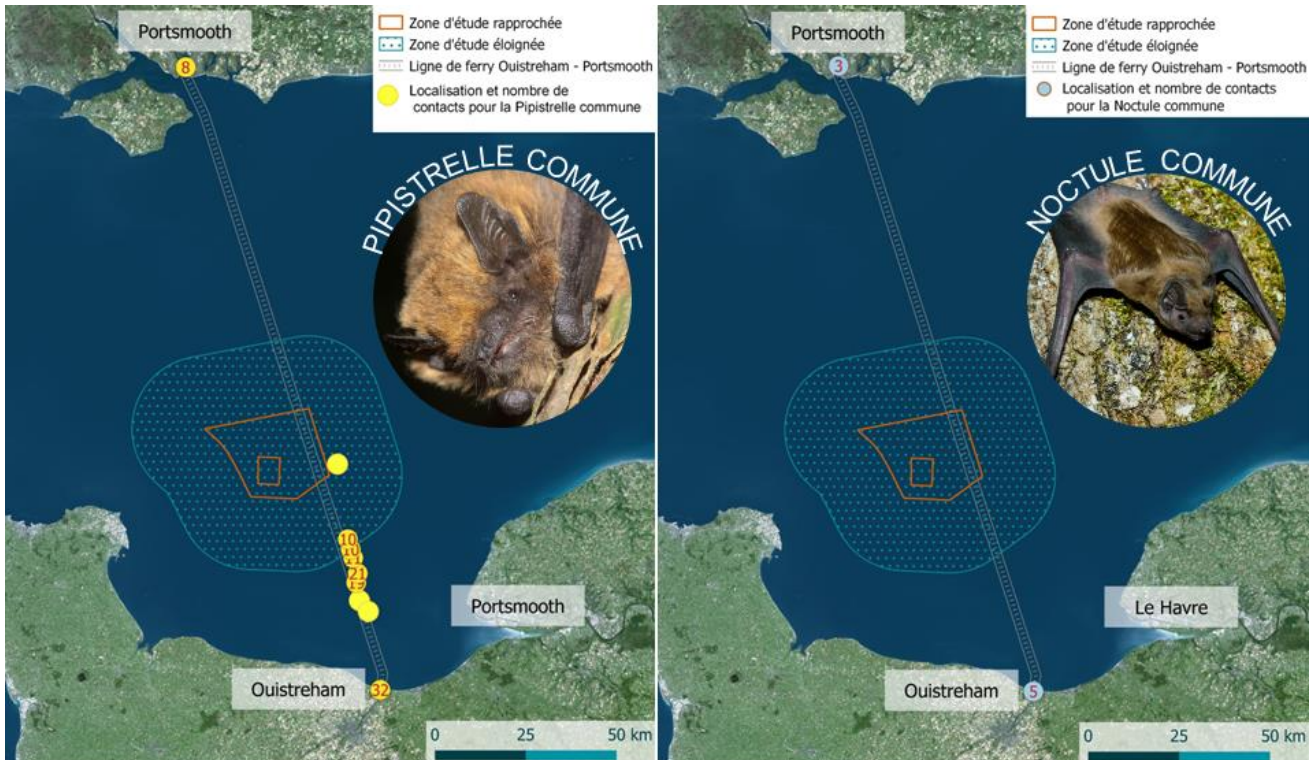 Portsmooth
Zone d'étude rapprochée
Zone d'étude éloignée
Ligne de ferry Ouistreham - Portsmooth
Localisation et nombre de
contacts pour la Pipistrelle commune
8
PIPISTRELLE COMMUNE
10
21
Portsmooth
Ouistreham
32
0 25 50 km
Portsmooth
Zone d'étude rapprochée
Zone d'étude éloignée
Ligne de ferry Ouistreham - Portsmooth
Localisation et nombre de contacts
pour la Noctule commune
3
NOCTULE COMMUNE
Le Havre
Ouistreham
5
0 25 50 km